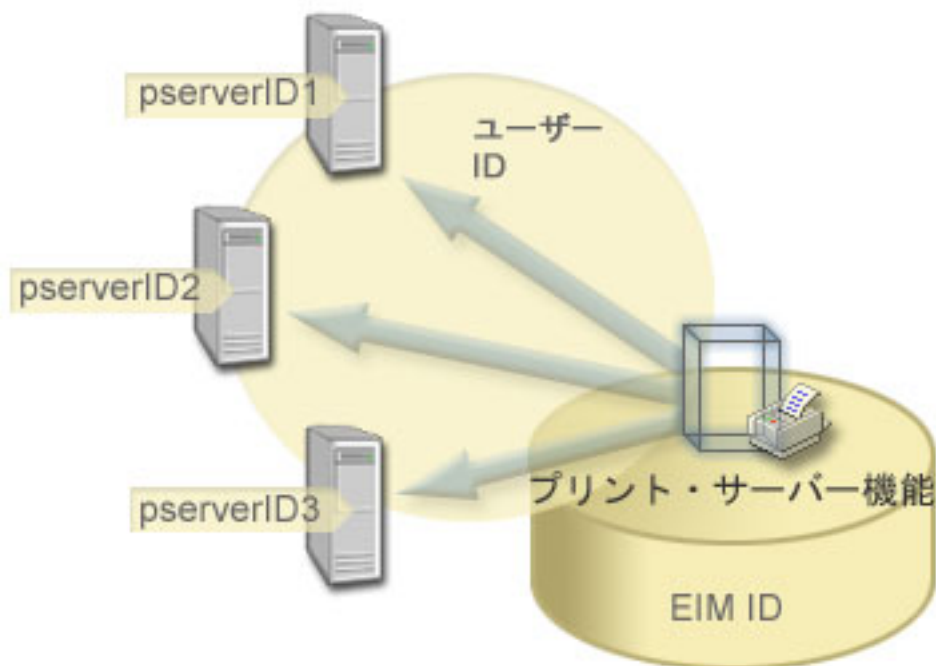 pserverID1
ユーザー
ID
pserverID2
pserverID3
プリント・サーバー機能
EIM ID